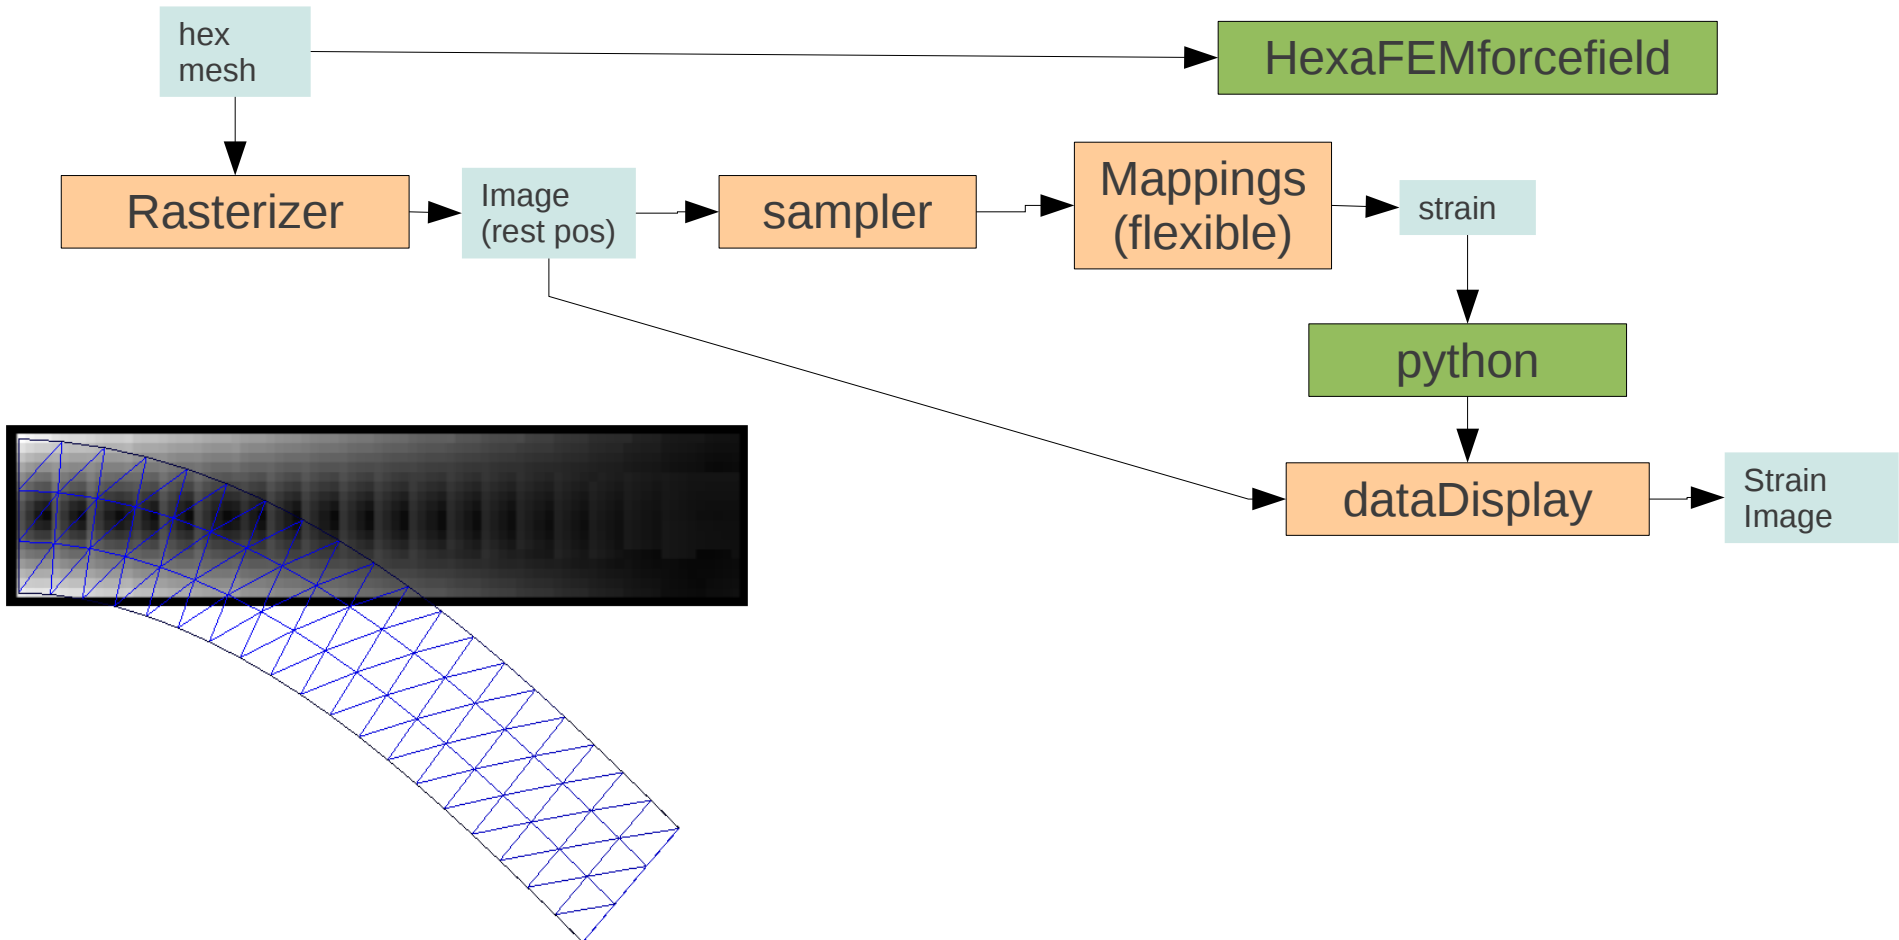 hex
mesh
HexaFEMforcefield
Rasterizer
Image
(rest pos)
sampler
Mappings
(flexible)
strain
python
dataDisplay
Strain
Image